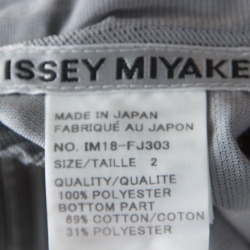 ISSEY MIYAKE
MADE IN JAPAN
FABRIQUÉ AU JAPON
NO. IM18-FJ303
SIZE/TAILLE 2
QUALITY/QUALITE
100% POLYESTER
BOTTOM PART
69% COTTON/COTON
31% POLYESTER